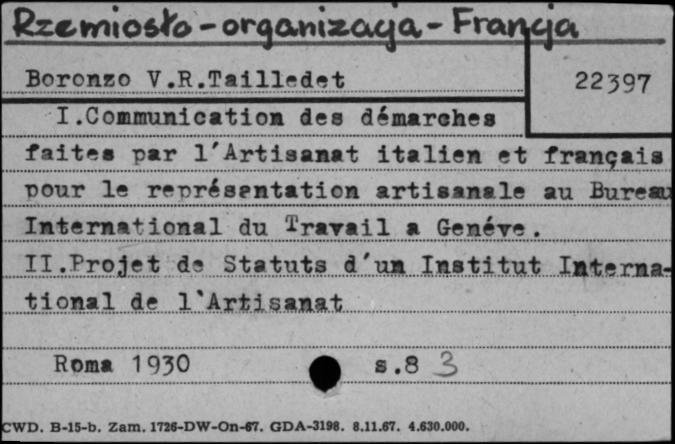 Rzemiosło - organizacja - Francja
Boronzo V.R.Tailledet
22397
I.Communication des démarches
faites par l'Artisanat italien et français
pour le représentation artisanale au Bureau
International du Travail a Genéve.
II.Projet de Statuts d'un Institut Interna-
tional de l'Artisanat
Roma 1930 s.8 3
CWD. B-15-b. Zam. 1726-DW-On-67. GDA-3198. 8.11.67. 4.630.000.